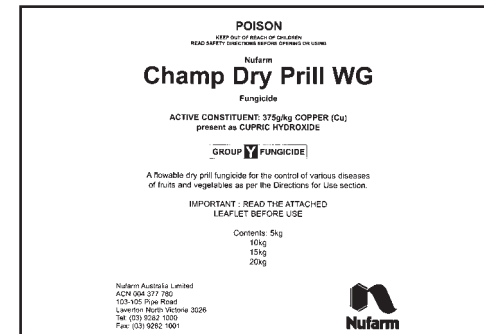 POISON
KEEP OUT OF REACH OF CHILDREN
READ SAFETY DIRECTIONS BEFORE OPENING OR USING
Nufarm
Champ Dry Prill WG
Fungicide
ACTIVE CONSTITUENT: 375g/kg COPPER (Cu)
present as CUPRIC HYDROXIDE
GROUP Y FUNGICIDE
A flowable dry prill fungicide for the control of various diseases
of fruits and vegetables as per the Directions for Use section.
IMPORTANT : READ THE ATTACHED
LEAFLET BEFORE USE
Contents: 5kg
10kg
15kg
20kg
Nufarm Australia Limited
ACN 004 377 780
103-105 Pipe Road
Laverton North Victoria 3026
Tel: (03) 9282 1000
Fax: (03) 9282 1001
Nufarm